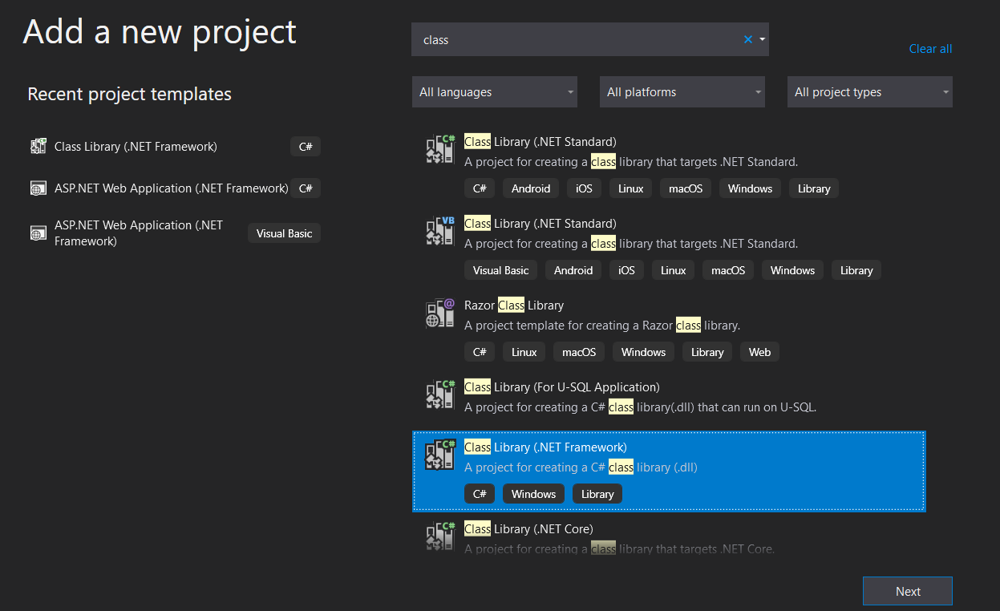 Add a new project
class
Clear all
Recent project templates
All languages
All platforms
All project types
Class Library (.NET Framework)
C#
ASP.NET Web Application (.NET Framework)
C#
ASP.NET Web Application (.NET
Framework)
Visual Basic
C#
Class Library (.NET Standard)
A project for creating a class library that targets .NET Standard.
C# Android iOS Linux macOS Windows Library
VB
Class Library (.NET Standard)
A project for creating a class library that targets .NET Standard.
Visual Basic Android iOS Linux macOS Windows Library
@
Razor Class Library
A project template for creating a Razor class library.
C# Linux macOS Windows Library Web
C#
Class Library (For U-SQL Application)
A project for creating a C# class library(.dll) that can run on U-SQL.
C#
Class Library (.NET Framework)
A project for creating a C# class library (.dll)
C# Windows Library
C#
Class Library (.NET Core)
A project for creating a class library that targets .NET Core.
Next